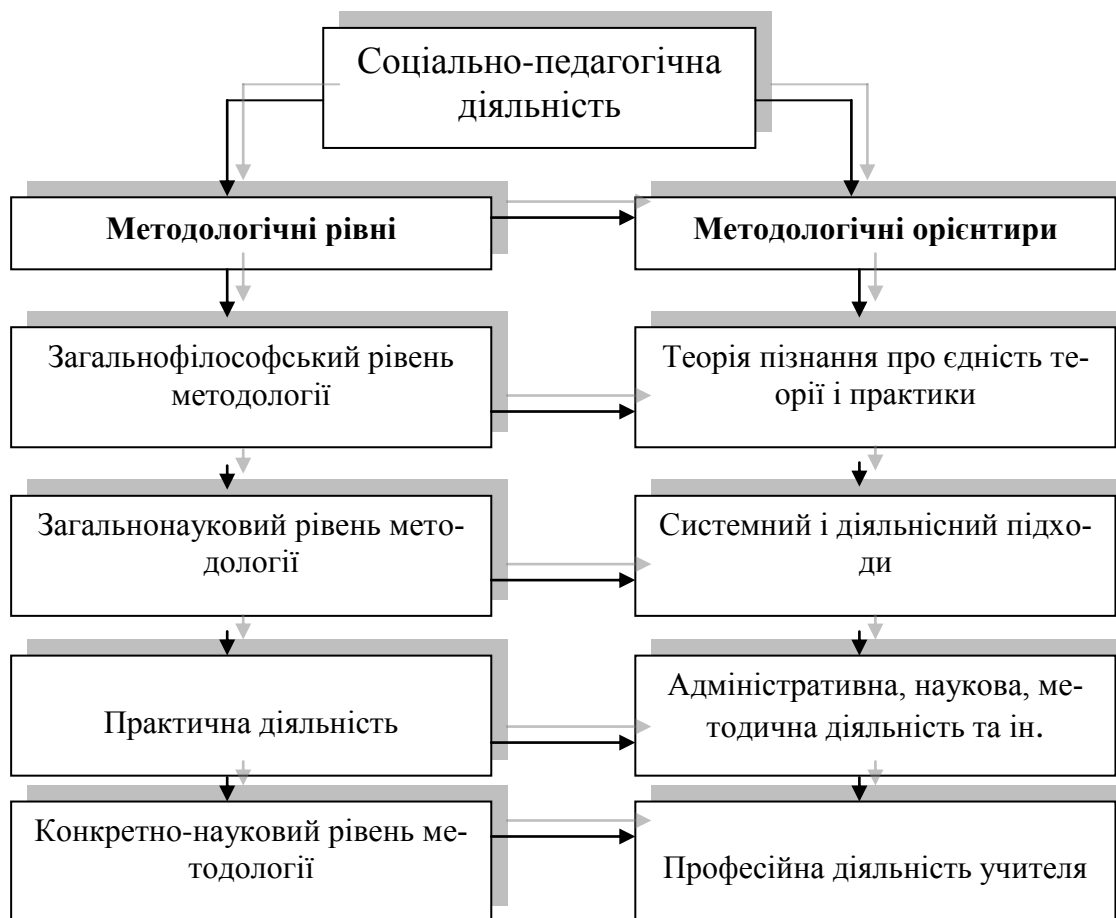 Соціально-педагогічна
діяльність
Методологічні рівні
Методологічні орієнтири
Загальнофілософський рівень
методології
Теорія пізнання про єдність те-
орії і практики
Загальнонауковий рівень мето-
дології
Системний і діяльнісний підхо-
ди
Практична діяльність
Адміністративна, наукова, ме-
тодична діяльність та ін.
Конкретно-науковий рівень ме-
тодології
Професійна діяльність учителя